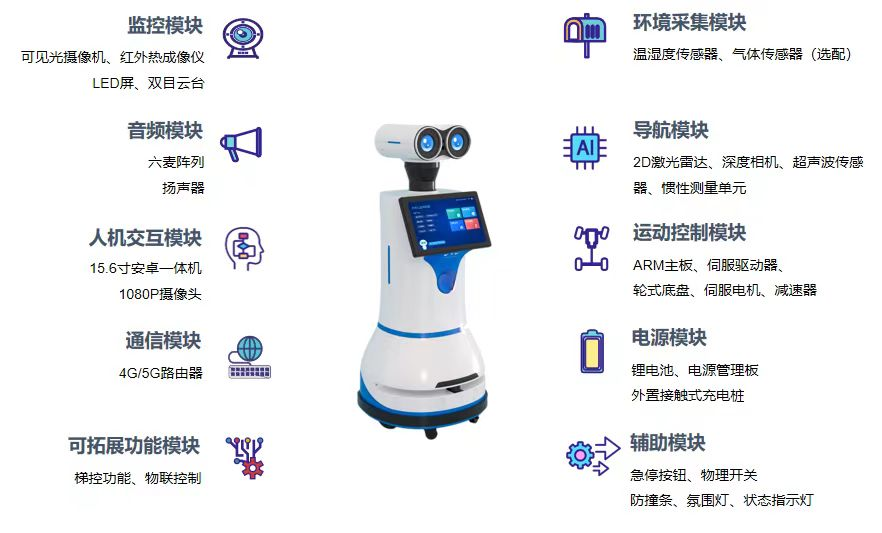 监控模块
可见光摄像机、红外热成像仪
LED屏、双目云台
音频模块
六麦阵列
扬声器
人机交互模块
15.6寸安卓一体机
1080P摄像头
通信模块
4G/5G路由器
可拓展功能模块
梯控功能、物联控制
环境采集模块
温湿度传感器、气体传感器（选配）
AI
导航模块
2D激光雷达、深度相机、超声波传感
器、惯性测量单元
运动控制模块
ARM主板、伺服驱动器、
轮式底盘、伺服电机、减速器
电源模块
锂电池、电源管理板
外置接触式充电桩
辅助模块
急停按钮、物理开关
防撞条、氛围灯、状态指示灯